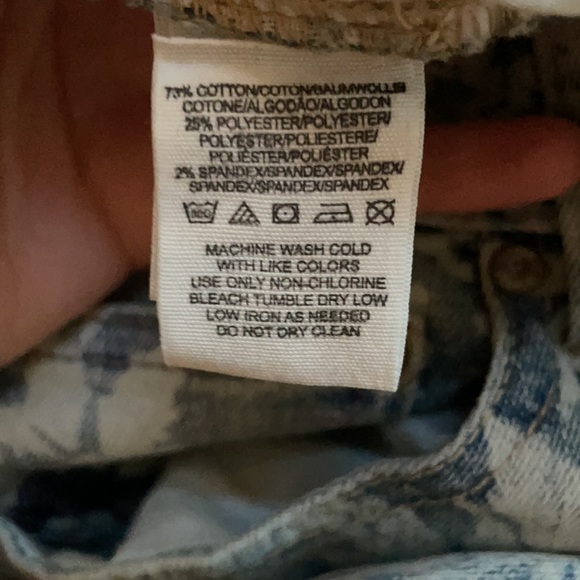 73% COTTON/COTON/BAUMWOLLE/
COTONE/ALGODÃO/ALGODON
25% POLYESTER/POLYESTER/
POLYESTER/POLIESTERE/
POLIÉSTER/POLIÉSTER
2% SPANDEX/SPANDEX/SPANDEX/
SPANDEX/SPANDEX/SPANDEX
MACHINE WASH COLD
WITH LIKE COLORS
USE ONLY NON-CHLORINE
BLEACH TUMBLE DRY LOW
LOW IRON AS NEEDED
DO NOT DRY CLEAN